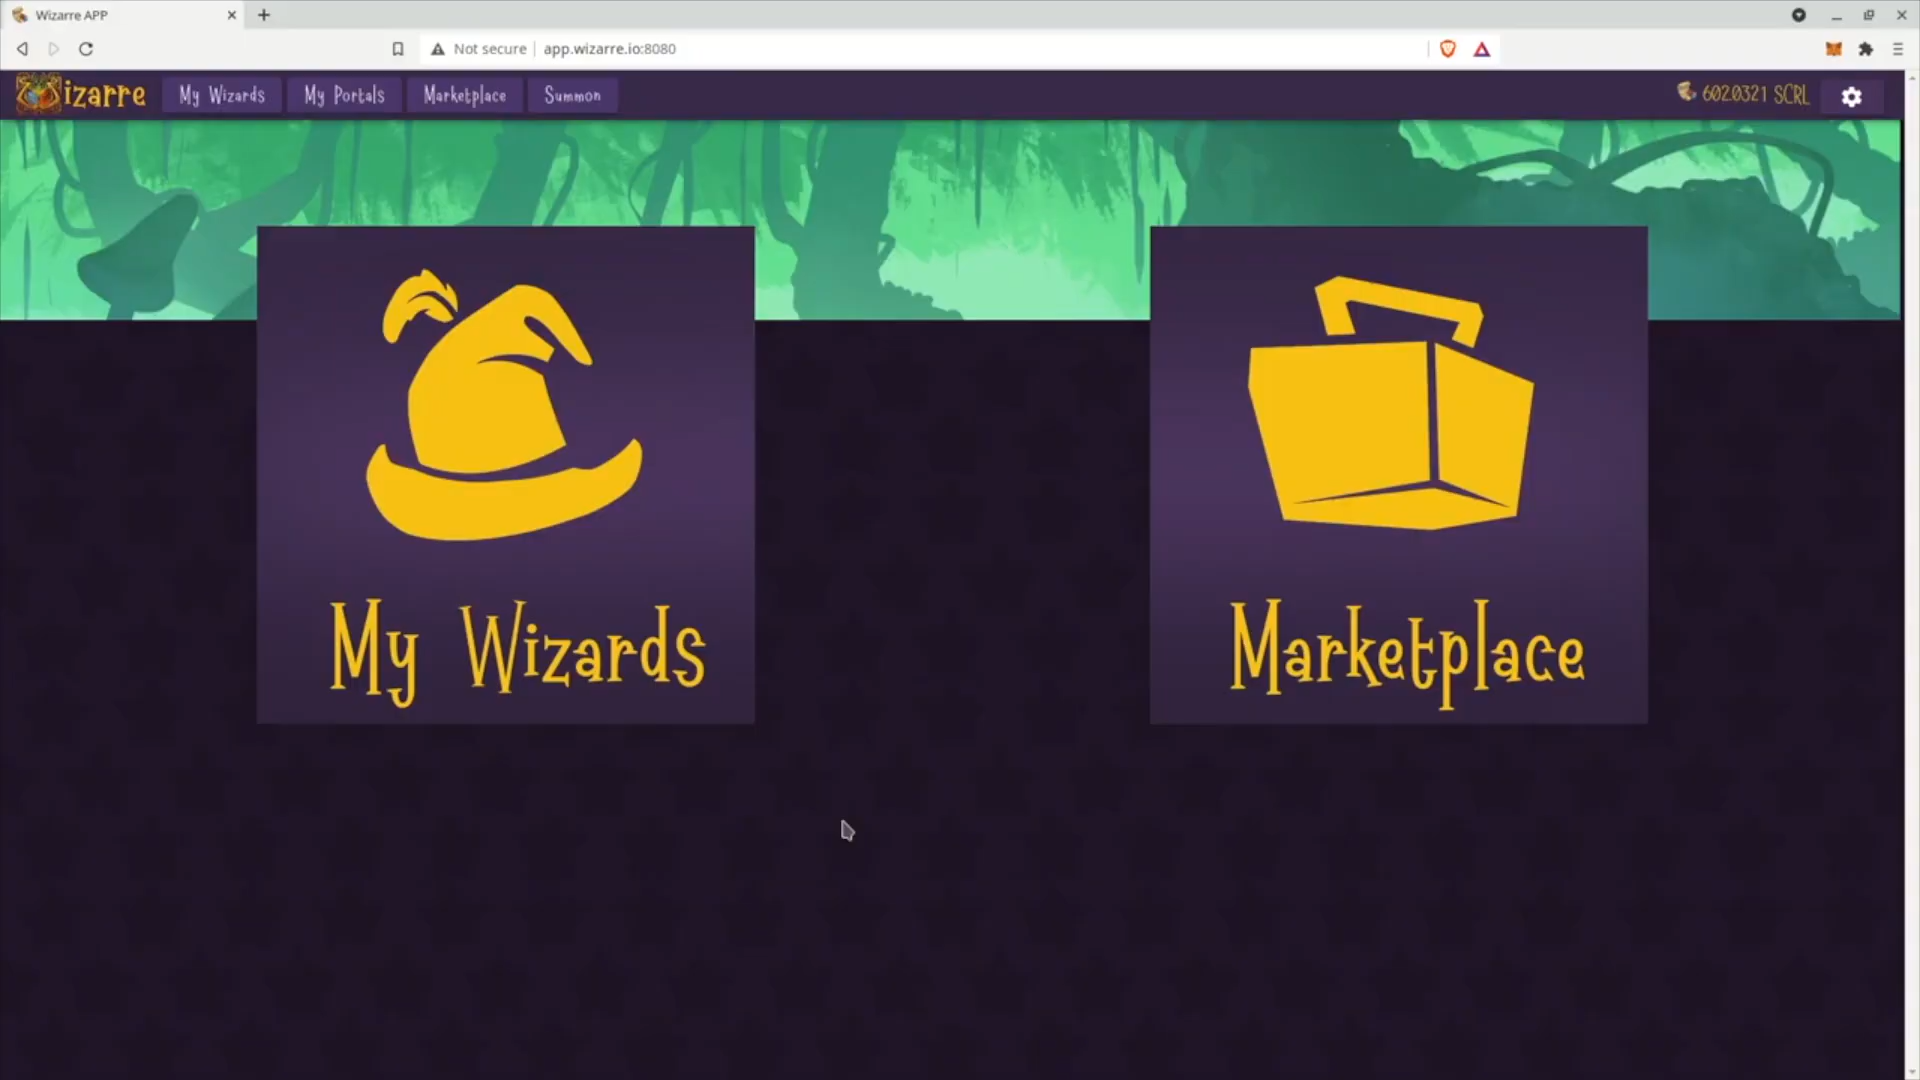 Wizarre APP
Not secure app.wizarre.io:8080
Wizarre My Wizards My Portals Marketplace Summon 602.0321 SCRL
My Wizards
Marketplace